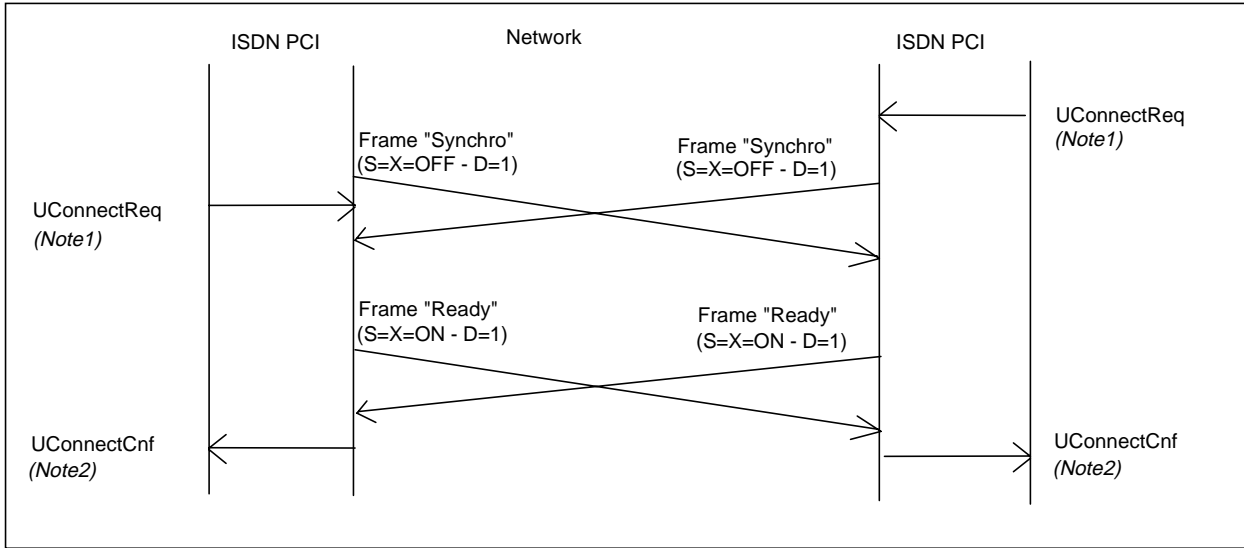 ISDN PCI
Network
ISDN PCI
UConnectReq
(Note1)
Frame "Synchro"
(S=X=OFF - D=1)
Frame "Synchro"
(S=X=OFF - D=1)
UConnectReq
(Note1)
Frame "Ready"
(S=X=ON - D=1)
Frame "Ready"
(S=X=ON - D=1)
UConnectCnf
(Note2)
UConnectCnf
(Note2)